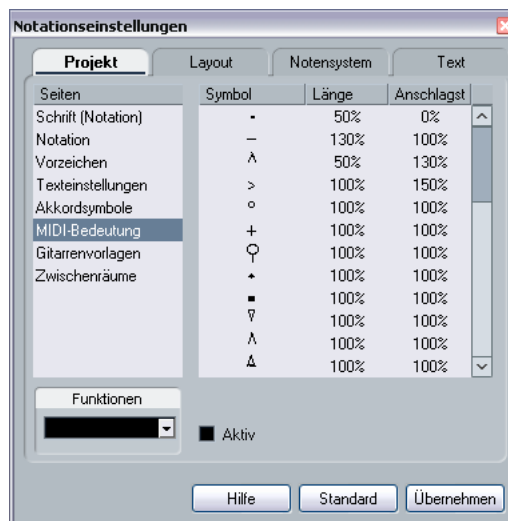 Notationseinstellungen
Projekt Layout Notensystem Text
Seiten Symbol Länge Anschlagst
Schrift (Notation) 50% 0%
Notation 130% 100%
Vorzeichen 50% 130%
Texteinstellungen > 100% 150%
Akkordsymbole 100% 100%
MIDI-Bedeutung + 100% 100%
Gitarrenvorlagen 100% 100%
Zwischenräume 100% 100%
100% 100%
100% 100%
100% 100%
100% 100%
Funktionen
Aktiv
Hilfe Standard Übernehmen